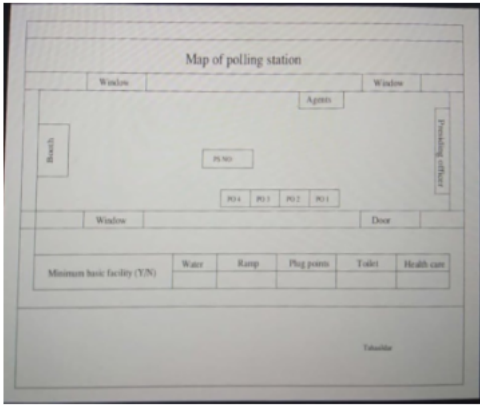 Map of polling station
Window Window
Agents
Booth
Presiding officer
PS NO
PO 4 PO 3 PO 2 PO 1
Window Door
Minimum basic facility (Y/N) Water Ramp Plug points Toilet Health care
Tahsildar